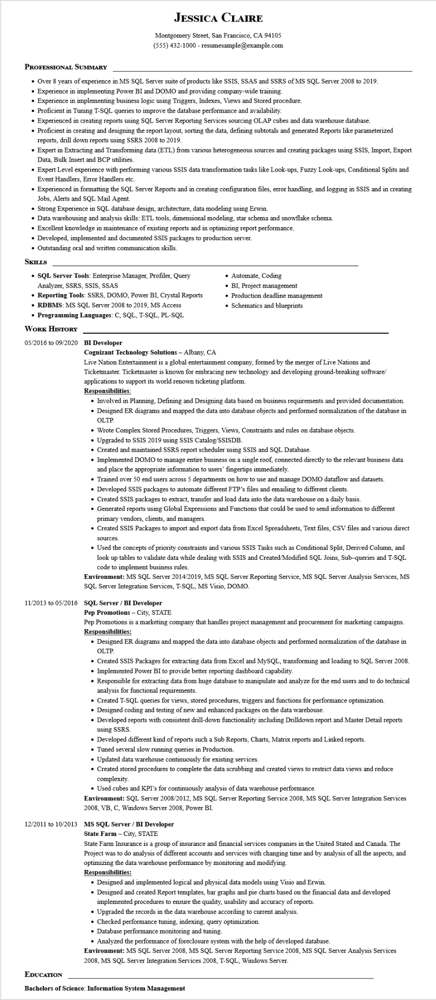 Jessica Claire
Montgomery Street, San Francisco, CA 94105
(555) 432-1000 - resumesample@example.com
Professional Summary
• Over 8 years of experience in MS SQL Server suite of products like SSIS, SSAS and SSRS of MS SQL Server 2008 to 2019.
• Experience in implementing Power BI and DOMO and providing company-wide training.
• Experience in implementing business logic using Triggers, Indexes, Views and Stored procedure.
• Proficient in Tuning T-SQL queries to improve the database performance and availability.
• Experienced in creating reports using SQL Server Reporting Services sourcing OLAP cubes and data warehouse database.
• Proficient in creating and designing the report layout, sorting the data, defining subtotals and generated Reports like parameterized
reports, drill down reports using SSRS 2008 to 2019.
• Expert in Extracting and Transforming data (ETL) from various heterogeneous sources and creating packages using SSIS, Import, Export
Data, Bulk Insert and BCP utilities.
• Expert Level experience with performing various SSIS data transformation tasks like Look-ups, Fuzzy Look-ups, Conditional Splits and
Event Handlers, Error Handlers etc.
• Experienced in formatting the SQL Server Reports and in creating configuration files, error handling, and logging in SSIS and in creating
Jobs, Alerts and SQL Mail Agent.
• Strong Experience in SQL database design, architecture, data modeling using Erwin.
• Data warehousing and analysis skills: ETL tools, dimensional modeling, star schema and snowflake schema.
• Excellent knowledge in maintenance of existing reports and in optimizing report performance.
• Developed, implemented and documented SSIS packages to production server.
• Outstanding oral and written communication skills.
Skills
• SQL Server Tools: Enterprise Manager, Profiler, Query
Analyzer, SSRS, SSIS, SSAS
• Reporting Tools: SSRS, DOMO, Power BI, Crystal Reports
• RDBMS: MS SQL Server 2008 to 2019, MS Access
• Programming Languages: C, SQL, T-SQL, PL-SQL
• Automate, Coding
• BI, Project management
• Production deadline management
• Schematics and blueprints
Work History
05/2016 to 09/2020 BI Developer
Cognizant Technology Solutions – Albany, CA
Live Nation Entertainment is a global entertainment company, formed by the merger of Live Nations and
Ticketmaster. Ticketmaster is known for embracing new technology and developing ground-breaking software/
applications to support its world renown ticketing platform.
Responsibilities:
• Involved in Planning, Defining and Designing data based on business requirements and provided documentation.
• Designed ER diagrams and mapped the data into database objects and performed normalization of the database in
OLTP.
• Wrote Complex Stored Procedures, Triggers, Views, Constraints and rules on database objects.
• Upgraded to SSIS 2019 using SSIS Catalog/SSISDB.
• Created and maintained SSRS report scheduler using SSIS and SQL Database.
• Implemented DOMO to manage entire business on a single roof, connected directly to the relevant business data
and place the appropriate information to users’ fingertips immediately.
• Trained over 50 end users across 5 departments on how to use and manage DOMO dataflow and datasets.
• Developed SSIS packages to automate different FTP’s files and emailing to different clients.
• Created SSIS packages to extract, transfer and load data into the data warehouse on a daily basis.
• Generated reports using Global Expressions and Functions that could be used to send information to different
primary vendors, clients, and managers.
• Created SSIS Packages to import and export data from Excel Spreadsheets, Text files, CSV files and various direct
sources.
• Used the concepts of priority constraints and various SSIS Tasks such as Conditional Split, Derived Column, and
look up tables to validate data while dealing with SSIS and Created/Modified SQL Joins, Sub–queries and T-SQL
code to implement business rules.
Environment: MS SQL Server 2014/2019, MS SQL Server Reporting Service, MS SQL Server Analysis Services, MS
SQL Server Integration Services, T-SQL, MS Visio, DOMO.
11/2013 to 05/2016 SQL Server / BI Developer
Pep Promotions – City, STATE
Pep Promotions is a marketing company that handles project management and procurement for marketing campaigns.
Responsibilities:
• Designed ER diagrams and mapped the data into database objects and performed normalization of the database in
OLTP.
• Created SSIS Packages for extracting data from Excel and MySQL, transforming and loading to SQL Server 2008.
• Implemented Power BI to provide better reporting dashboard capability.
• Responsible for extracting data from huge database to manipulate and analyze for the end users and to do technical
analysis for functional requirements.
• Created T-SQL queries for views, stored procedures, triggers and functions for performance optimization.
• Designed coding and testing of new and enhanced packages on the data warehouse.
• Developed reports with consistent drill-down functionality including Drilldown report and Master Detail reports
using SSRS.
• Developed different kind of reports such a Sub Reports, Charts, Matrix reports and Linked reports.
• Tuned several slow running queries in Production.
• Updated data warehouse continuously for existing services.
• Created stored procedures to complete the data scrubbing and created views to restrict data views and reduce
complexity.
• Used cubes and KPI’s for continuously analysis of data warehouse performance.
Environment: SQL Server 2008/2012, MS SQL Server Reporting Service 2008, MS SQL Server Integration Services
2008, VB, C, Windows Server 2008, Power BI.
12/2011 to 10/2013 MS SQL Server / BI Developer
State Farm – City, STATE
State Farm Insurance is a group of insurance and financial services companies in the United Stated and Canada. The
Project was to do analysis of different accounts and services with changing time and by analysis of all the aspects, and
optimizing the data warehouse performance by monitoring and modifying.
Responsibilities:
• Designed and implemented logical and physical data models using Visio and Erwin.
• Designed and created Report templates, bar graphs and pie charts based on the financial data and developed
implemented procedures to ensure the quality, usability and accuracy of reports.
• Upgraded the records in the data warehouse according to current analysis.
• Checked performance tuning, indexing, query optimization.
• Database performance monitoring and tuning.
• Analyzed the performance of foreclosure system with the help of developed database.
Environment: MS SQL Server 2008, MS SQL Server Reporting Service 2008, MS SQL Server Analysis Services
2008, MS SQL Server Integration Services 2008, T-SQL, Windows Server.
Education
Bachelors of Science: Information System Management